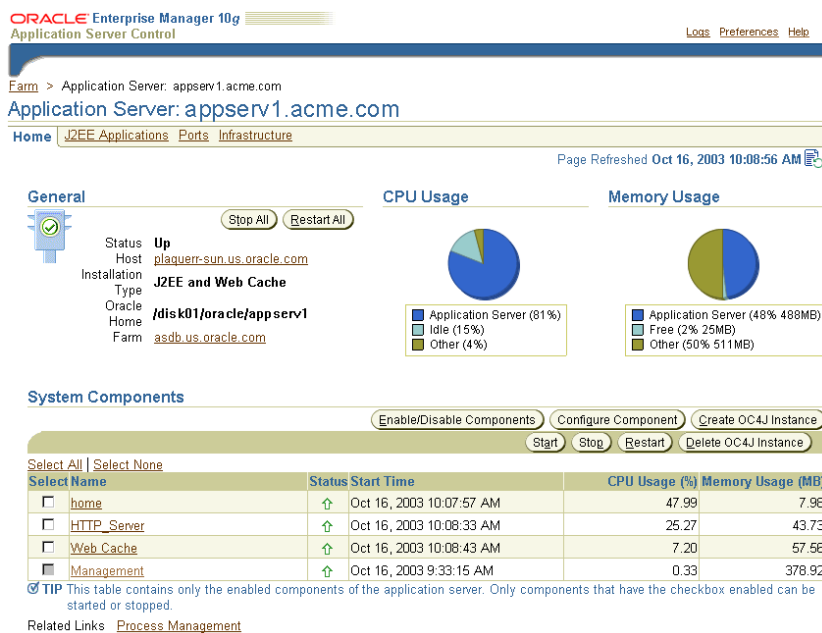 ORACLE Enterprise Manager 10g
Application Server Control
Logs Preferences Help
Farm > Application Server: appserv1.acme.com
Application Server: appserv1.acme.com
Home J2EE Applications Ports Infrastructure
Page Refreshed Oct 16, 2003 10:08:56 AM
General
Stop All Restart All
Status Up
Host plaquerr-sun.us.oracle.com
Installation Type J2EE and Web Cache
Oracle Home /disk01/oracle/appserv1
Farm asdb.us.oracle.com
CPU Usage
Application Server (81%)
Idle (15%)
Other (4%)
Memory Usage
Application Server (48% 488MB)
Free (2% 25MB)
Other (50% 511MB)
System Components
Enable/Disable Components Configure Component Create OC4J Instance
Start Stop Restart Delete OC4J Instance
Select All | Select None
Select Name Status Start Time CPU Usage (%) Memory Usage (MB)
home Oct 16, 2003 10:07:57 AM 47.99 7.98
HTTP_Server Oct 16, 2003 10:08:33 AM 25.27 43.73
Web Cache Oct 16, 2003 10:08:43 AM 7.20 57.56
Management Oct 16, 2003 9:33:15 AM 0.33 378.92
TIP This table contains only the enabled components of the application server. Only components that have the checkbox enabled can be
started or stopped.
Related Links Process Management